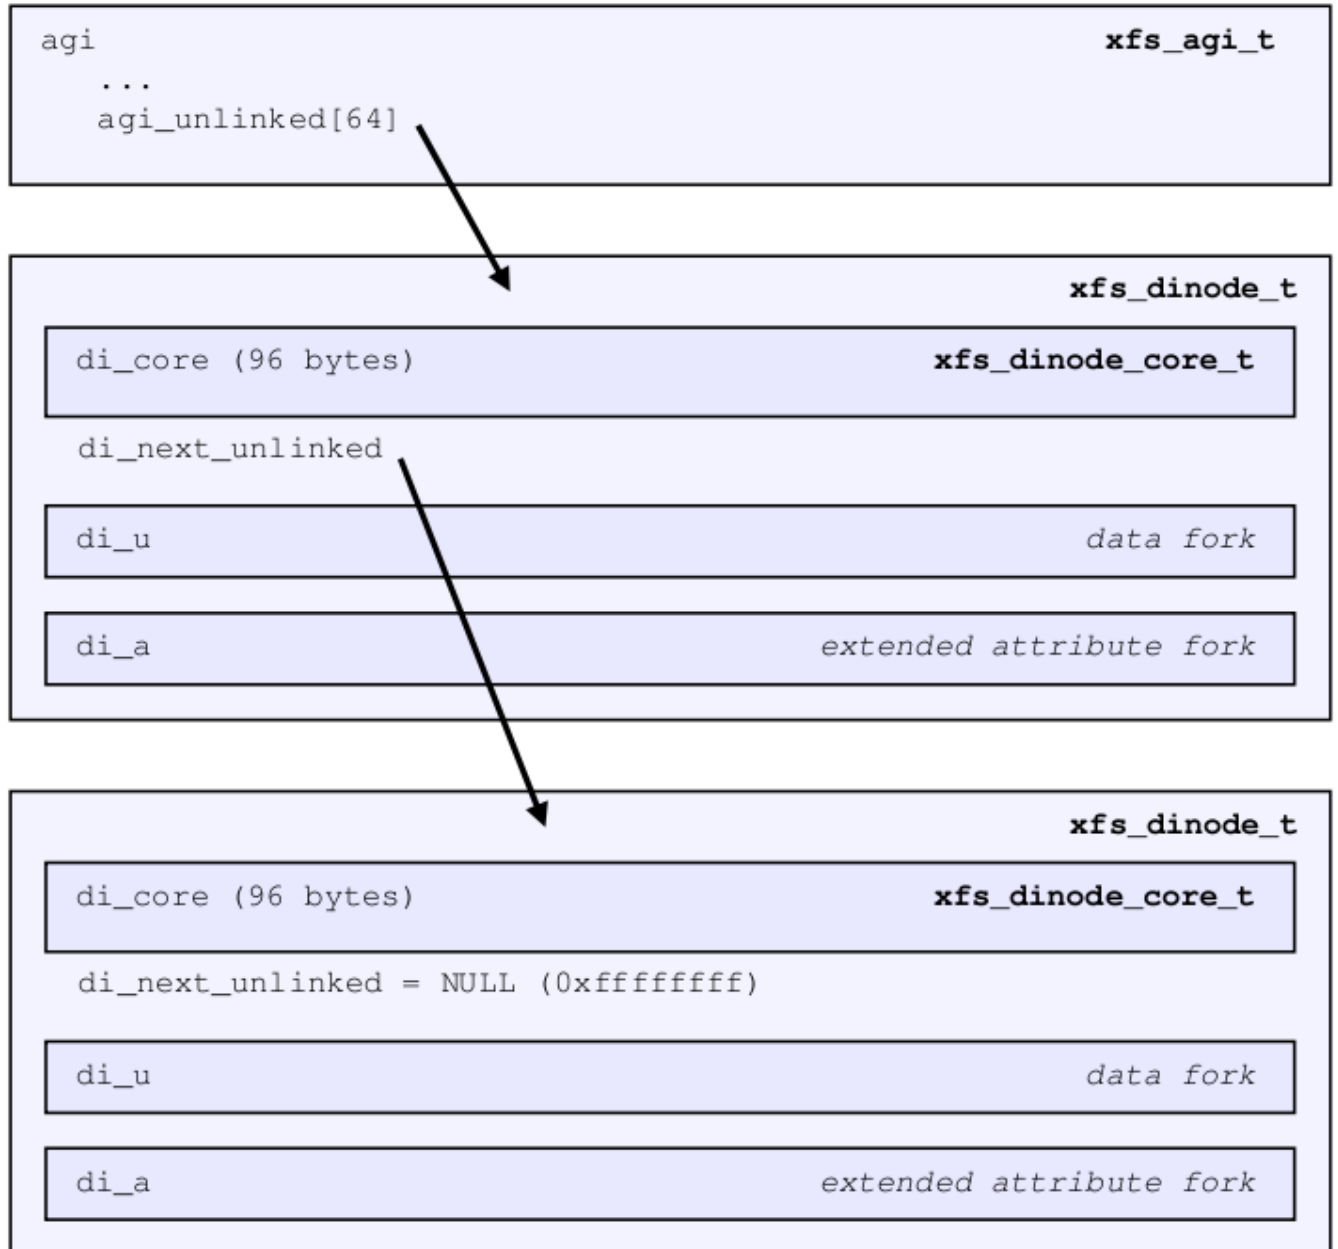 agi xfs_agi_t
...
agi_unlinked[64]
xfs_dinode_t
di_core (96 bytes) xfs_dinode_core_t
di_next_unlinked
di_u data fork
di_a extended attribute fork
xfs_dinode_t
di_core (96 bytes) xfs_dinode_core_t
di_next_unlinked = NULL (0xffffffff)
di_u data fork
di_a extended attribute fork